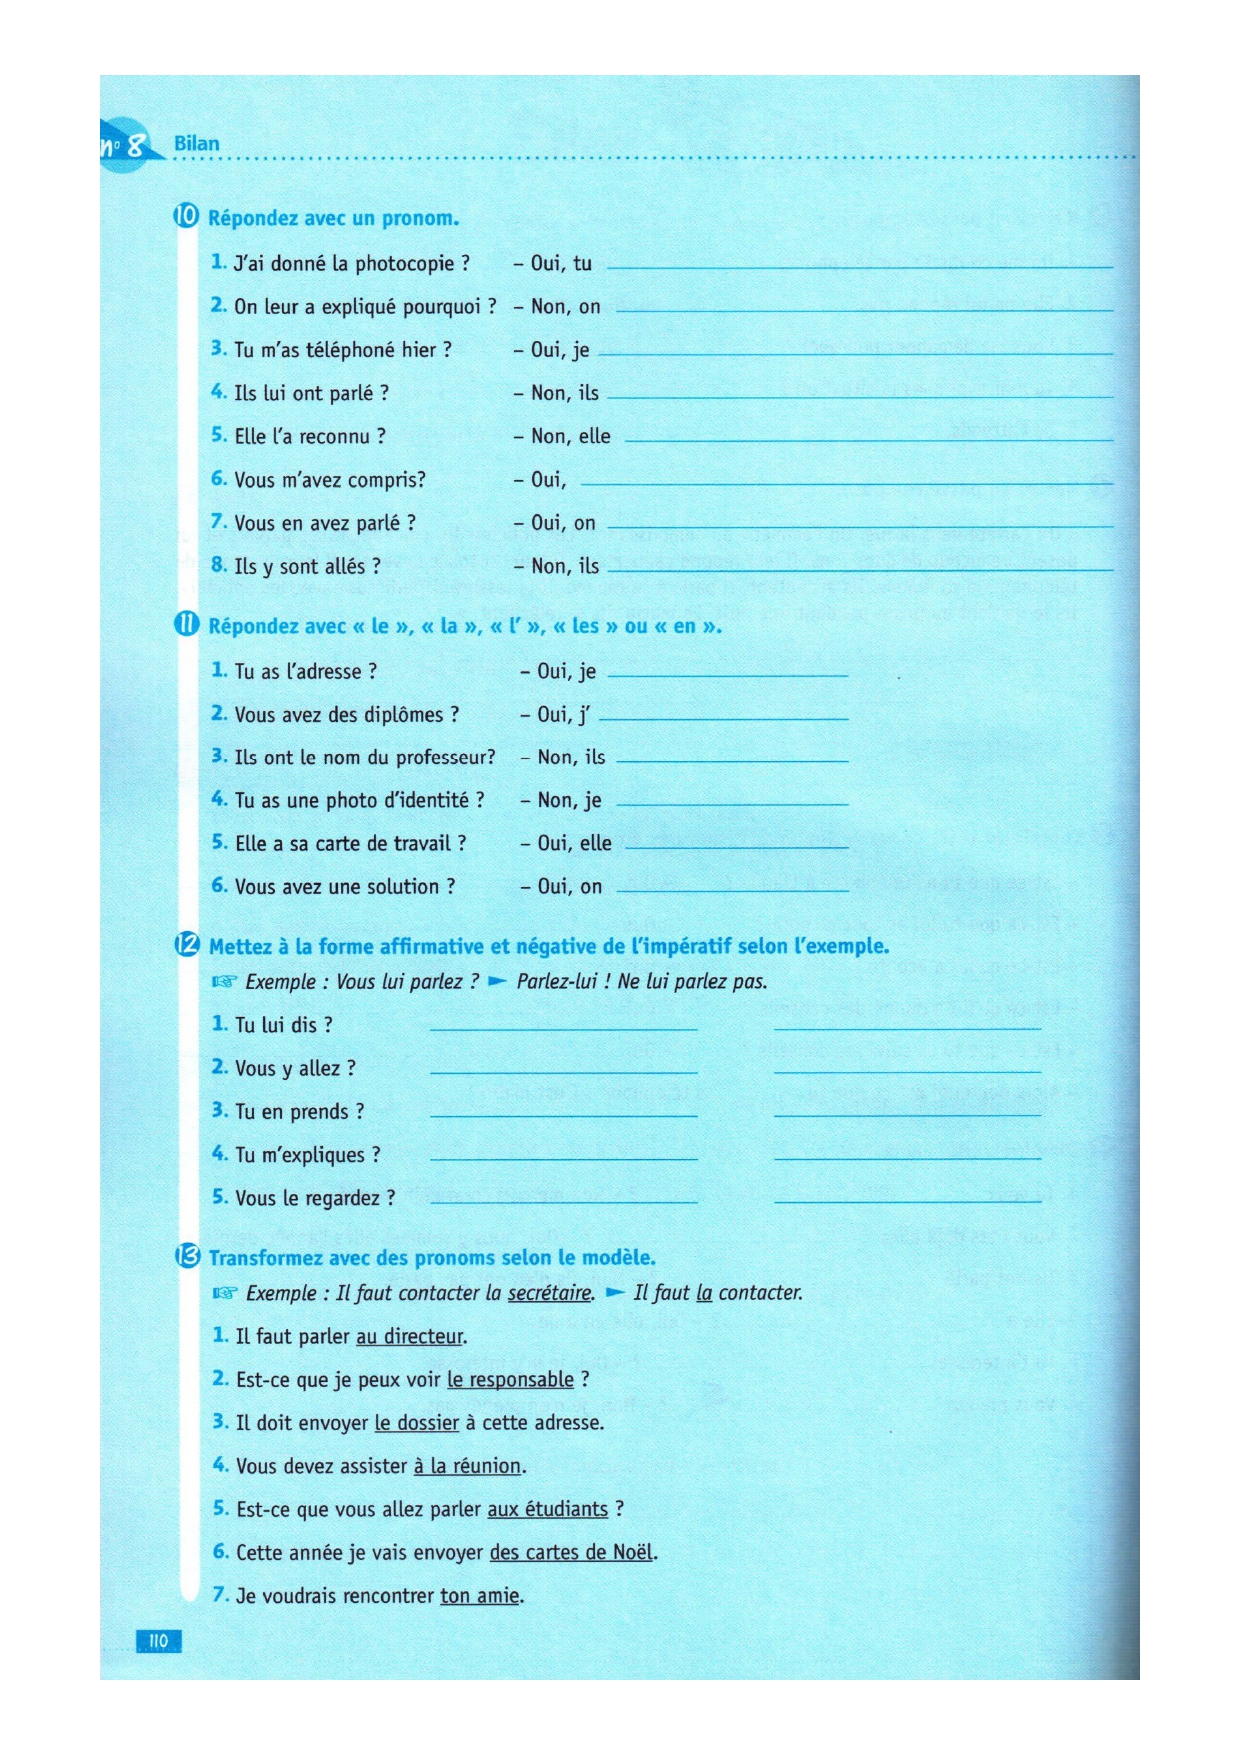 nº 8 Bilan
10 Répondez avec un pronom.
1. J'ai donné la photocopie ? – Oui, tu
2. On leur a expliqué pourquoi ? – Non, on
3. Tu m'as téléphoné hier ? – Oui, je
4. Ils lui ont parlé ? – Non, ils
5. Elle l'a reconnu ? – Non, elle
6. Vous m'avez compris? – Oui,
7. Vous en avez parlé ? – Oui, on
8. Ils y sont allés ? – Non, ils
11 Répondez avec « le », « la », « l' », « les » ou « en ».
1. Tu as l'adresse ? – Oui, je
2. Vous avez des diplômes ? – Oui, j'
3. Ils ont le nom du professeur? – Non, ils
4. Tu as une photo d'identité ? – Non, je
5. Elle a sa carte de travail ? – Oui, elle
6. Vous avez une solution ? – Oui, on
12 Mettez à la forme affirmative et négative de l'impératif selon l'exemple.
☞ Exemple : Vous lui parlez ? ► Parlez-lui ! Ne lui parlez pas.
1. Tu lui dis ?
2. Vous y allez ?
3. Tu en prends ?
4. Tu m'expliques ?
5. Vous le regardez ?
13 Transformez avec des pronoms selon le modèle.
☞ Exemple : Il faut contacter la secrétaire. ► Il faut la contacter.
1. Il faut parler au directeur.
2. Est-ce que je peux voir le responsable ?
3. Il doit envoyer le dossier à cette adresse.
4. Vous devez assister à la réunion.
5. Est-ce que vous allez parler aux étudiants ?
6. Cette année je vais envoyer des cartes de Noël.
7. Je voudrais rencontrer ton amie.
110